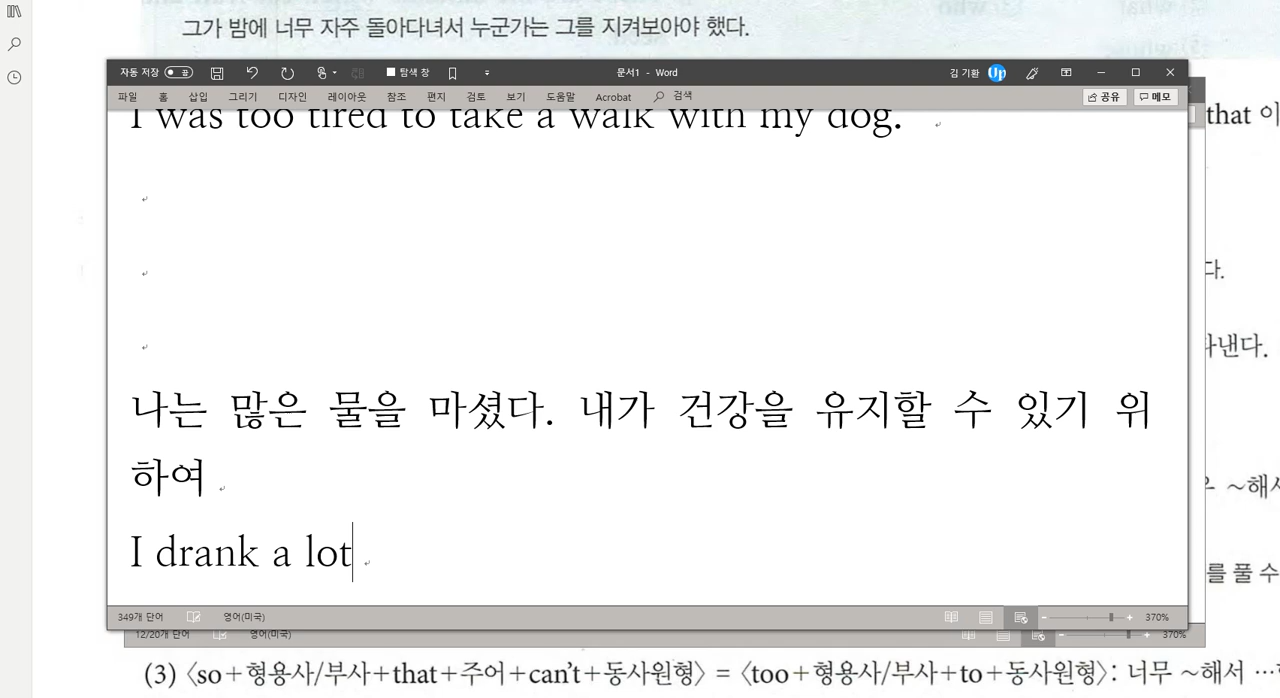 그가 밤에 너무 자주 돌아다녀서 누군가는 그를 지켜보아야 했다.
자동 저장 끔 탐색 창 문서1 - Word 김 기환 Up
파일 홈 삽입 그리기 디자인 레이아웃 참조 편지 검토 보기 도움말 Acrobat 검색 공유 메모
I was too tired to take a walk with my dog.
that 이
다.
나는 많은 물을 마셨다. 내가 건강을 유지할 수 있기 위
하여
~해서
I drank a lot
를 풀 수
349개 단어 영어(미국) 370%
12/20개 단어 영어(미국) 370%
(3) 〈so+형용사/부사+that+주어+can't+동사원형〉 = 〈too+형용사/부사+to+동사원형〉: 너무 ~해서 …